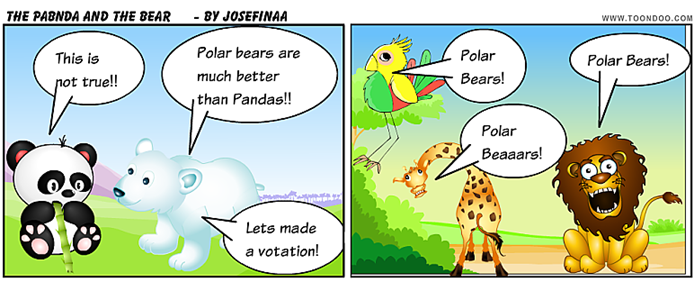 THE PABNDA AND THE BEAR - BY JOSEFINAA
WWW.TOONDOO.COM
This is
not true!!
Polar bears are
much better
than Pandas!!
Lets made
a votation!
Polar
Bears!
Polar
Beaaars!
Polar Bears!